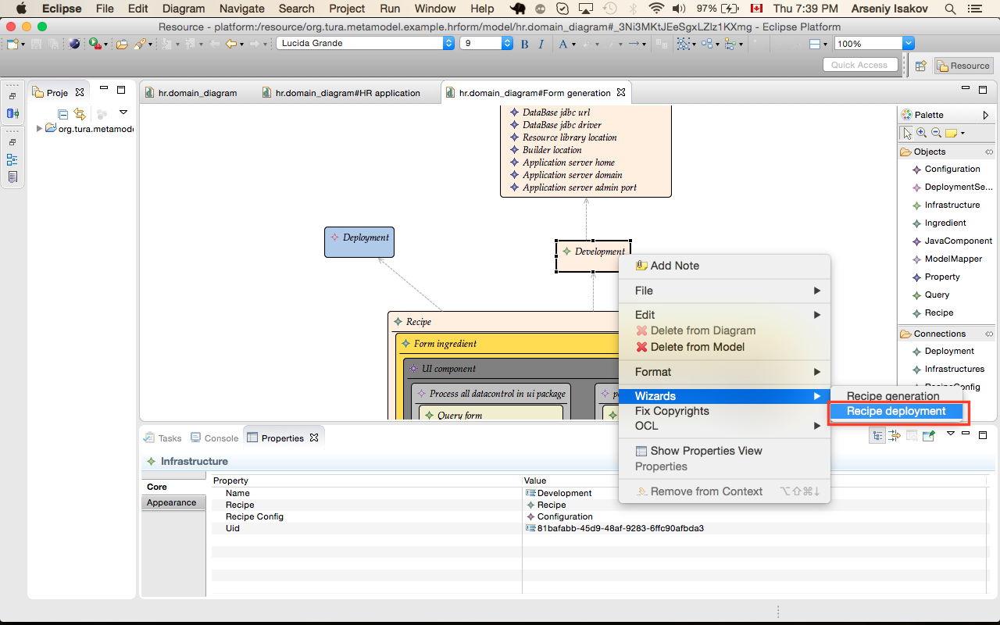 Eclipse File Edit Diagram Navigate Search Project Run Window Help 97% Thu 7:39 PM Arseniy Isakov
Resource - platform:/resource/org.tura.metamodel.example.hrform/model/hr.domain_diagram#_3Ni3MKtJEeSgxLZlz1KXmg - Eclipse Platform
Lucida Grande 9 B I A 100%
Quick Access Resource
Proje
org.tura.metamode
hr.domain_diagram hr.domain_diagram#HR application hr.domain_diagram#Form generation
DataBase jdbc url
DataBase jdbc driver
Resource library location
Builder location
Application server home
Application server domain
Application server admin port
Deployment
Development
Recipe
Form ingredient
UI component
Process all datacontrol in ui package
Query form
Add Note
File
Edit
Delete from Diagram
Delete from Model
Format
Wizards
Fix Copyrights
OCL
Show Properties View
Properties
Remove from Context ⌥⇧⌘↓
Recipe generation
Recipe deployment
Palette
Objects
Configuration
DeploymentSe...
Infrastructure
Ingredient
JavaComponent
ModelMapper
Property
Query
Recipe
Connections
Deployment
Infrastructures
RecipeConfig
Tasks Console Properties
Infrastructure
Core
Appearance
Property Value
Name Development
Recipe Recipe
Recipe Config Configuration
Uid 81bafabb-45d9-48af-9283-6ffc90afbda3